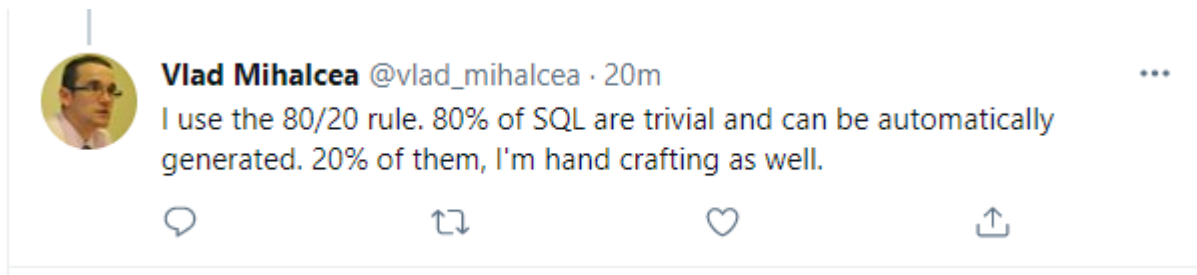 Vlad Mihalcea @vlad_mihalcea · 20m
I use the 80/20 rule. 80% of SQL are trivial and can be automatically
generated. 20% of them, I'm hand crafting as well.